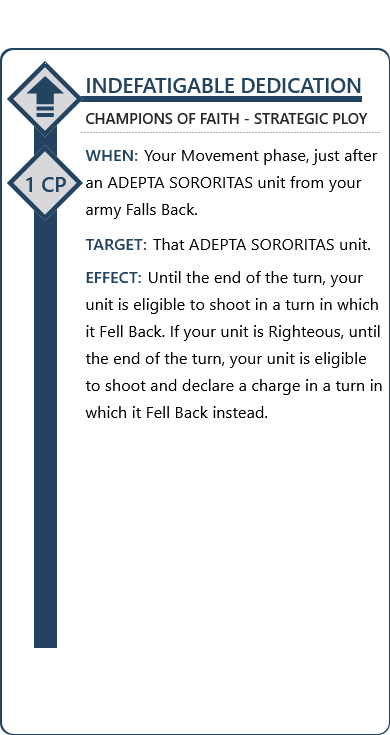 INDEFATIGABLE DEDICATION
CHAMPIONS OF FAITH - STRATEGIC PLOY
1 CP
WHEN: Your Movement phase, just after
an ADEPTA SORORITAS unit from your
army Falls Back.
TARGET: That ADEPTA SORORITAS unit.
EFFECT: Until the end of the turn, your
unit is eligible to shoot in a turn in which
it Fell Back. If your unit is Righteous, until
the end of the turn, your unit is eligible
to shoot and declare a charge in a turn in
which it Fell Back instead.